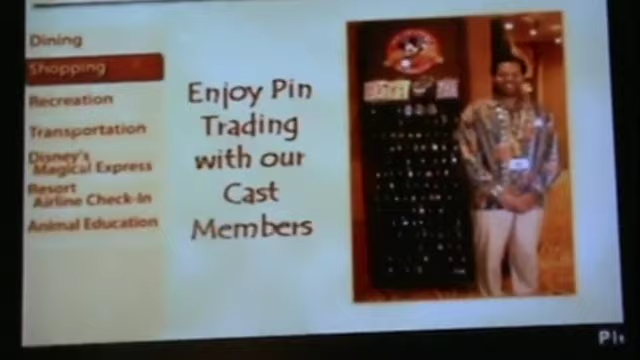 Dining
Shopping
Recreation
Transportation
Disney's
Magical Express
Resort
Airline Check-In
Animal Education
Enjoy Pin
Trading
with our
Cast
Members